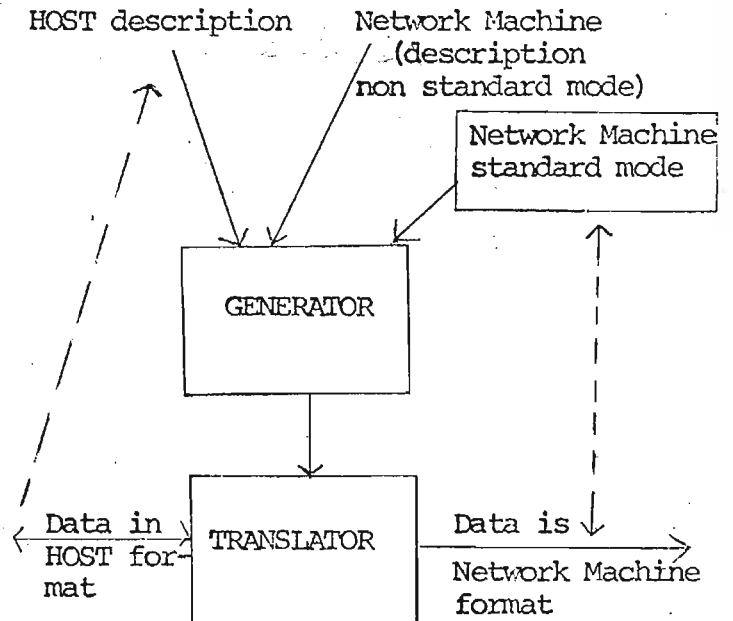 HOST description
Network Machine
(description
non standard mode)
Network Machine
standard mode
GENERATOR
Data in
HOST for-
mat
TRANSLATOR
Data is
Network Machine
format